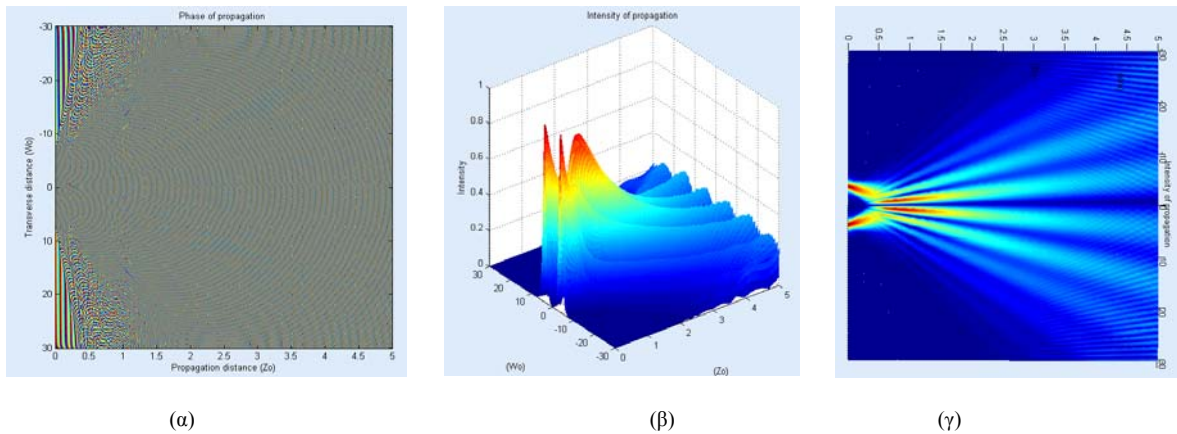 Phase of propagation
Transverse distance (Wo)
-30
-20
-10
0
10
20
30
0 0.5 1 1.5 2 2.5 3 3.5 4 4.5 5
Propagation distance (Zo)
Intensity of propagation
Intensity
1
0.8
0.6
0.4
0.2
0
30
20
10
0
-10
-20
-30
0
1
2
3
4
5
(Wo)
(Zo)
0 0.5 1 1.5 2 2.5 3 3.5 4 4.5 5
Intensity of propagation
(α) (β) (γ)